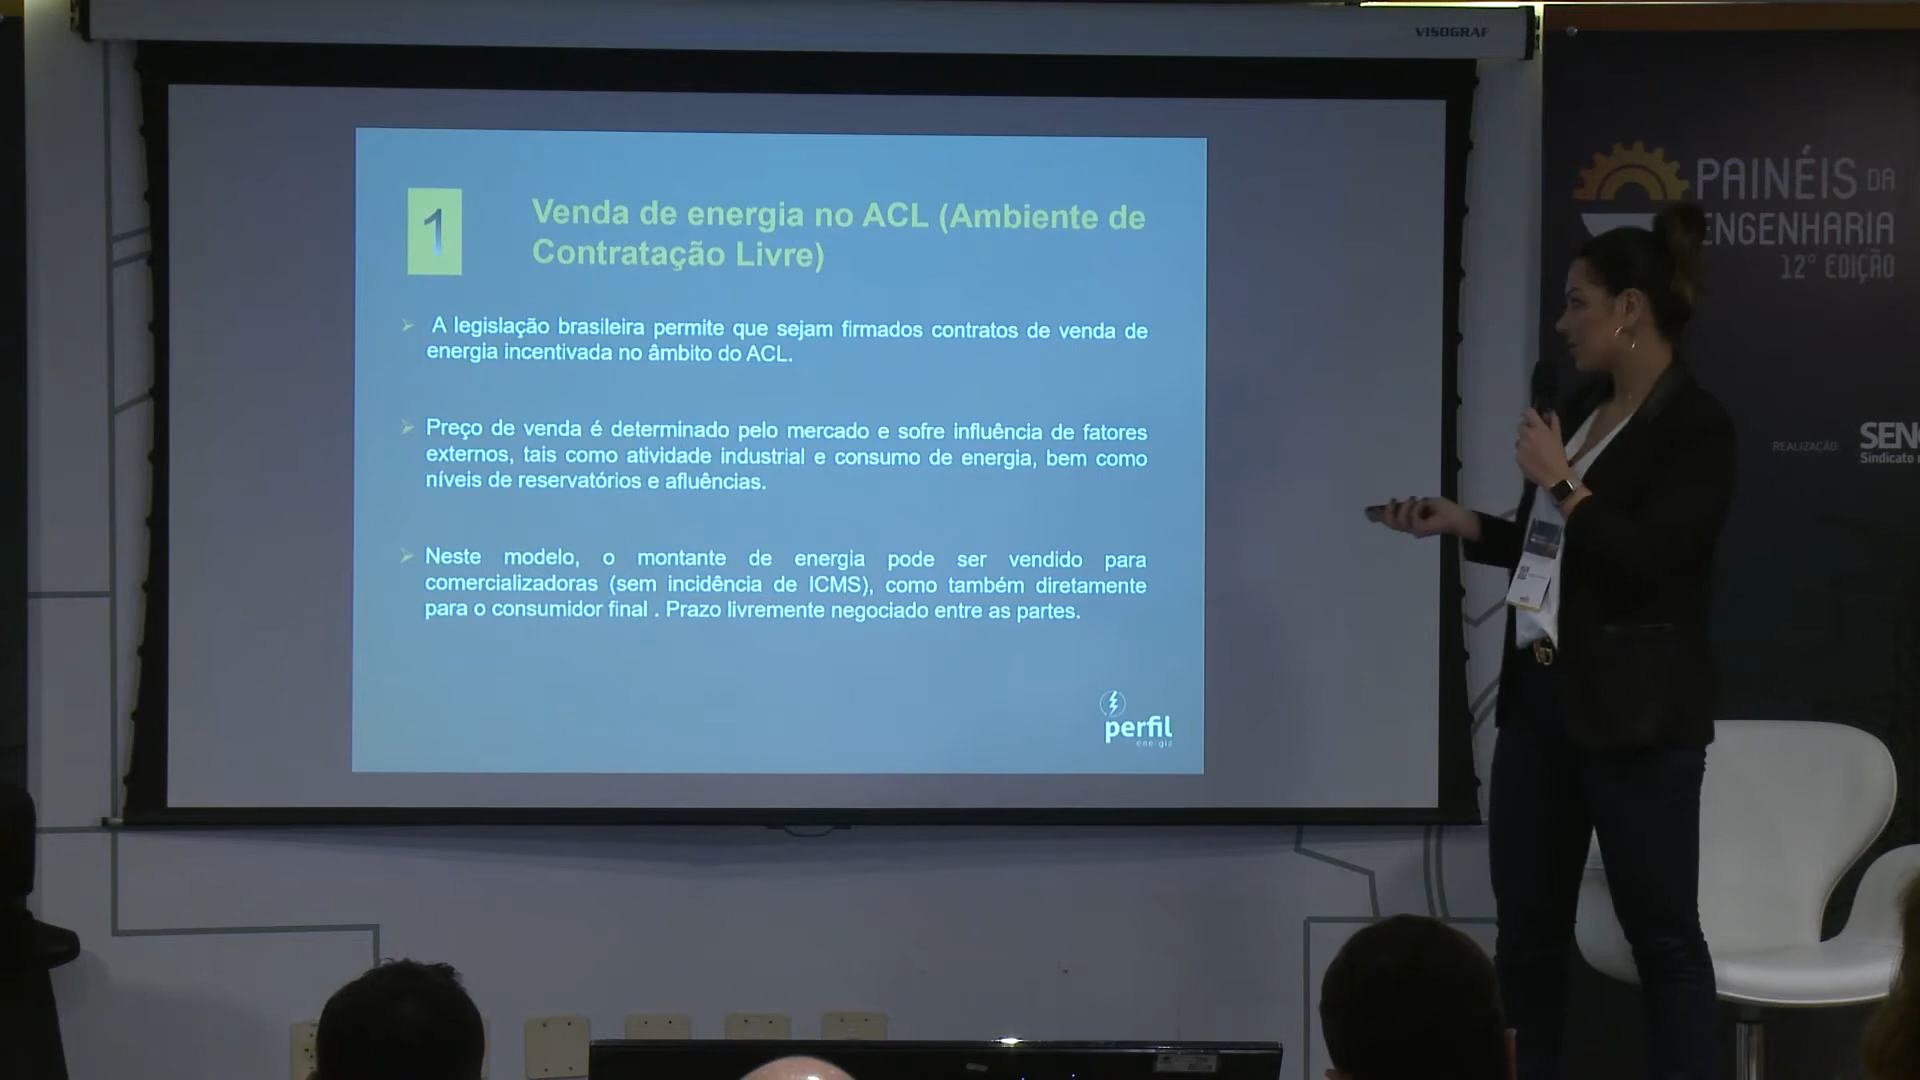 VISOGRAF
1
Venda de energia no ACL (Ambiente de
Contratação Livre)
A legislação brasileira permite que sejam firmados contratos de venda de
energia incentivada no âmbito do ACL.
Preço de venda é determinado pelo mercado e sofre influência de fatores
externos, tais como atividade industrial e consumo de energia, bem como
níveis de reservatórios e afluências.
Neste modelo, o montante de energia pode ser vendido para
comercializadoras (sem incidência de ICMS), como também diretamente
para o consumidor final . Prazo livremente negociado entre as partes.
perfil
energia
PAINÉIS DA
ENGENHARIA
12ª EDIÇÃO
REALIZAÇÃO:
SEN
Sindicato